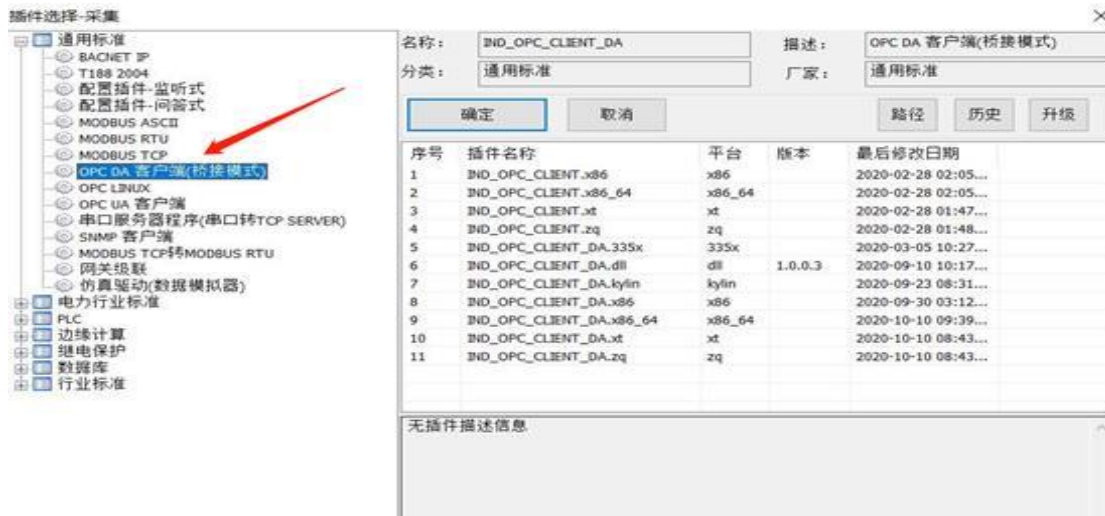 插件选择-采集
通用标准
BACNET IP
T188 2004
配置插件-监听式
配置插件-问答式
MODBUS ASCII
MODBUS RTU
MODBUS TCP
OPC DA 客户端(桥接模式)
OPC LINUX
OPC UA 客户端
串口服务器程序(串口转TCP SERVER)
SNMP 客户端
MODBUS TCP转MODBUS RTU
网关级联
仿真驱动(数据模拟器)
电力行业标准
PLC
边缘计算
继电保护
数据库
行业标准
名称: IND_OPC_CLIENT_DA 描述: OPC DA 客户端(桥接模式)
分类: 通用标准 厂家: 通用标准
确定 取消 路径 历史 升级
序号 插件名称 平台 版本 最后修改日期
1 IND_OPC_CLIENT.x86 x86 2020-02-28 02:05...
2 IND_OPC_CLIENT.x86_64 x86_64 2020-02-28 02:05...
3 IND_OPC_CLIENT.xt xt 2020-02-28 01:47...
4 IND_OPC_CLIENT.zq zq 2020-02-28 01:48...
5 IND_OPC_CLIENT_DA.335x 335x 2020-03-05 10:27...
6 IND_OPC_CLIENT_DA.dll dll 1.0.0.3 2020-09-10 10:17...
7 IND_OPC_CLIENT_DA.kylin kylin 2020-09-23 08:31...
8 IND_OPC_CLIENT_DA.x86 x86 2020-09-30 03:12...
9 IND_OPC_CLIENT_DA.x86_64 x86_64 2020-10-10 09:39...
10 IND_OPC_CLIENT_DA.xt xt 2020-10-10 08:43...
11 IND_OPC_CLIENT_DA.zq zq 2020-10-10 08:43...
无插件描述信息